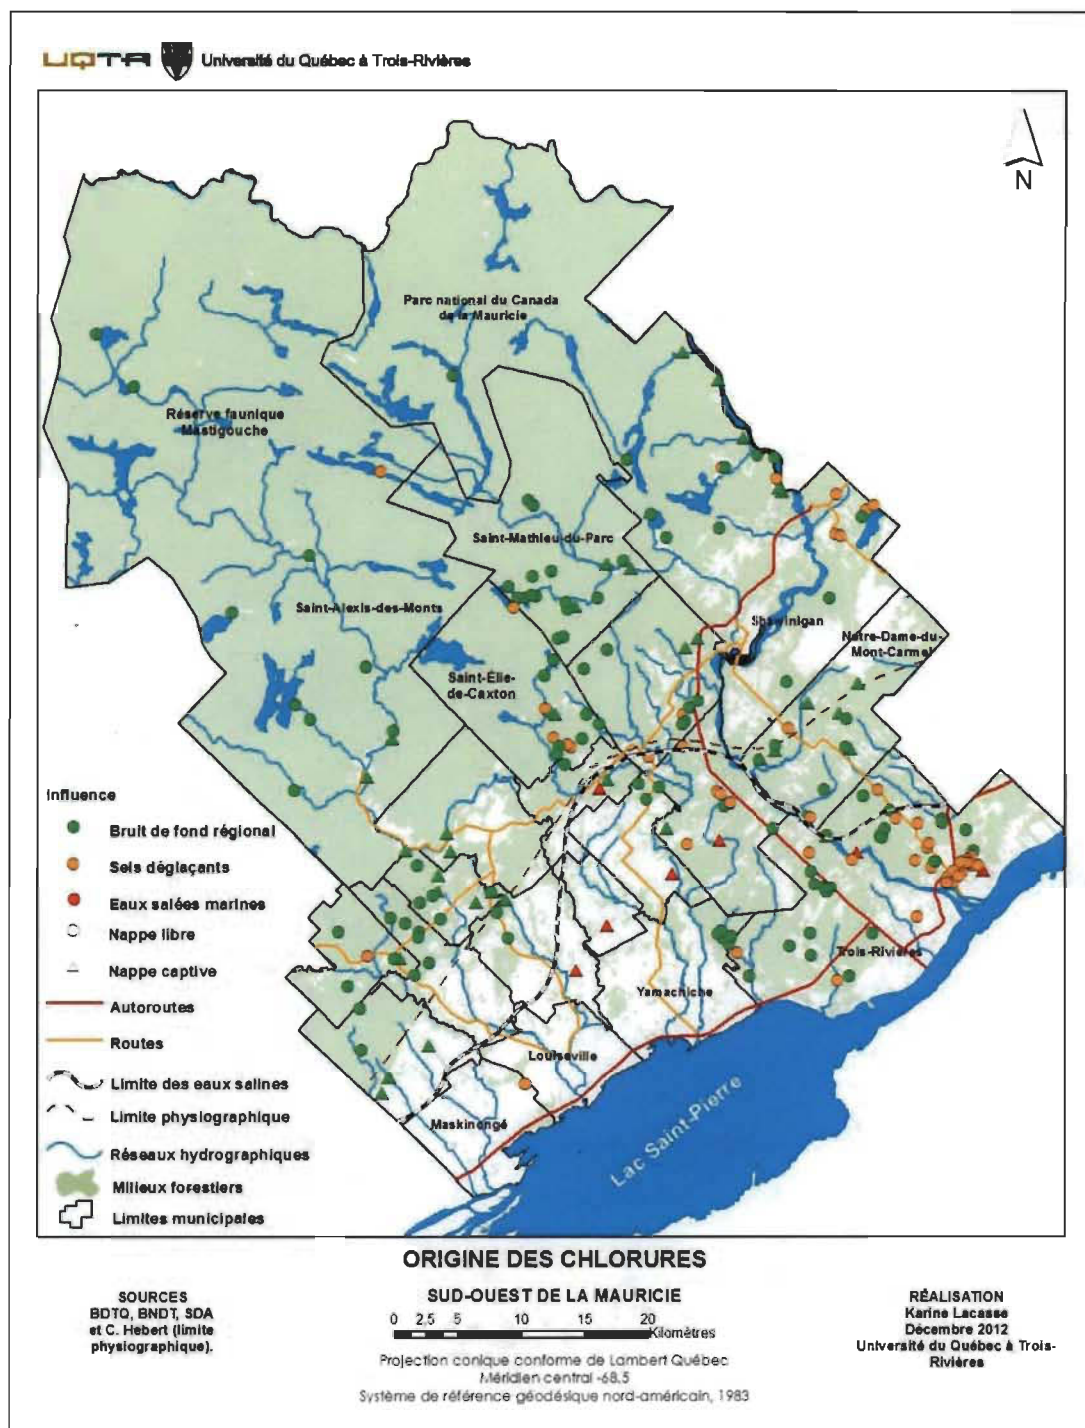 UQTR Université du Québec à Trois-Rivières
N
Parc national du Canada
de la Mauricie
Réserve faunique
Mastigouche
Saint-Mathieu-du-Parc
Saint-Alexis-des-Monts
Shawinigan
Notre-Dame-du-
Mont-Carmel
Saint-Élie-
de-Caxton
Influence
Bruit de fond régional
Sels déglaçants
Eaux salées marines
Nappe libre
Nappe captive
Autoroutes
Routes
Limite des eaux salines
Limite physiographique
Réseaux hydrographiques
Milieux forestiers
Limites municipales
Trois-Rivières
Yamachiche
Louiseville
Maskinongé
Lac Saint-Pierre
ORIGINE DES CHLORURES
SUD-OUEST DE LA MAURICIE
0 2,5 5 10 15 20
Kilomètres
Projection conique conforme de Lambert Québec
Méridien central -68,5
Système de référence géodésique nord-américain, 1983
SOURCES
BDTQ, BNDT, SDA
et C. Hebert (limite
physiographique).
RÉALISATION
Karine Lacasse
Décembre 2012
Université du Québec à Trois-
Rivières